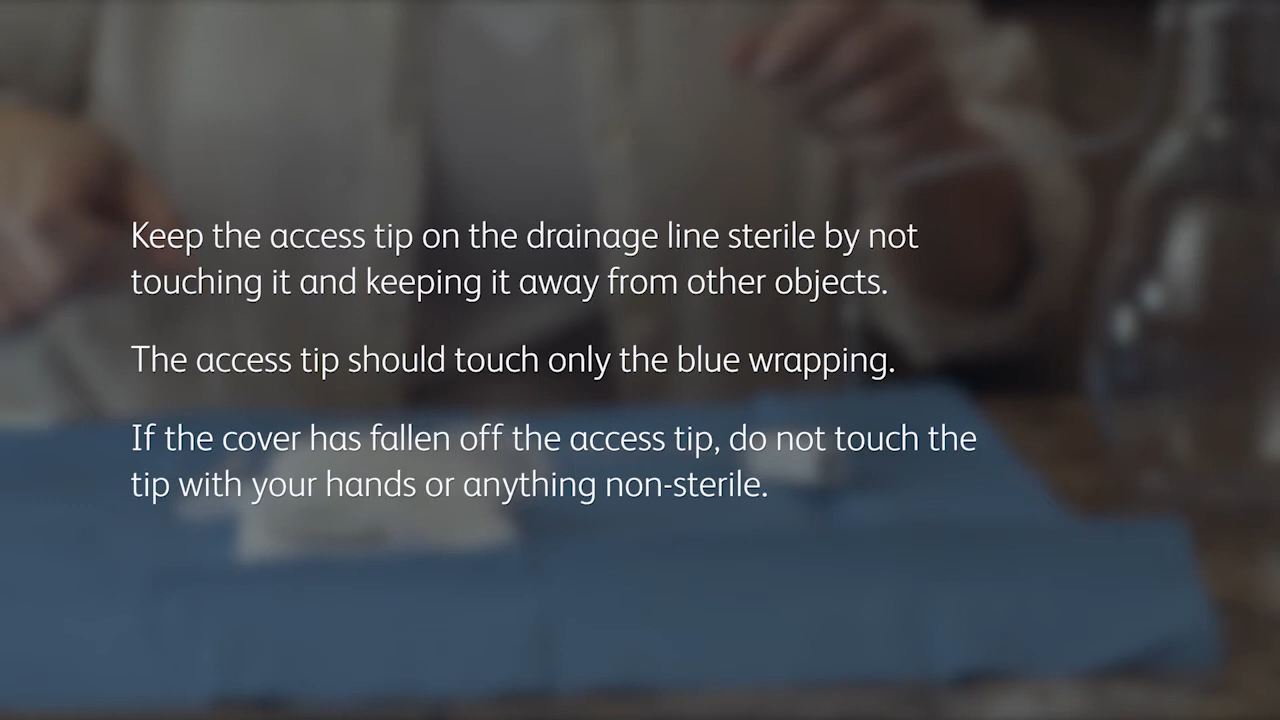 Keep the access tip on the drainage line sterile by not
touching it and keeping it away from other objects.
The access tip should touch only the blue wrapping.
If the cover has fallen off the access tip, do not touch the
tip with your hands or anything non-sterile.